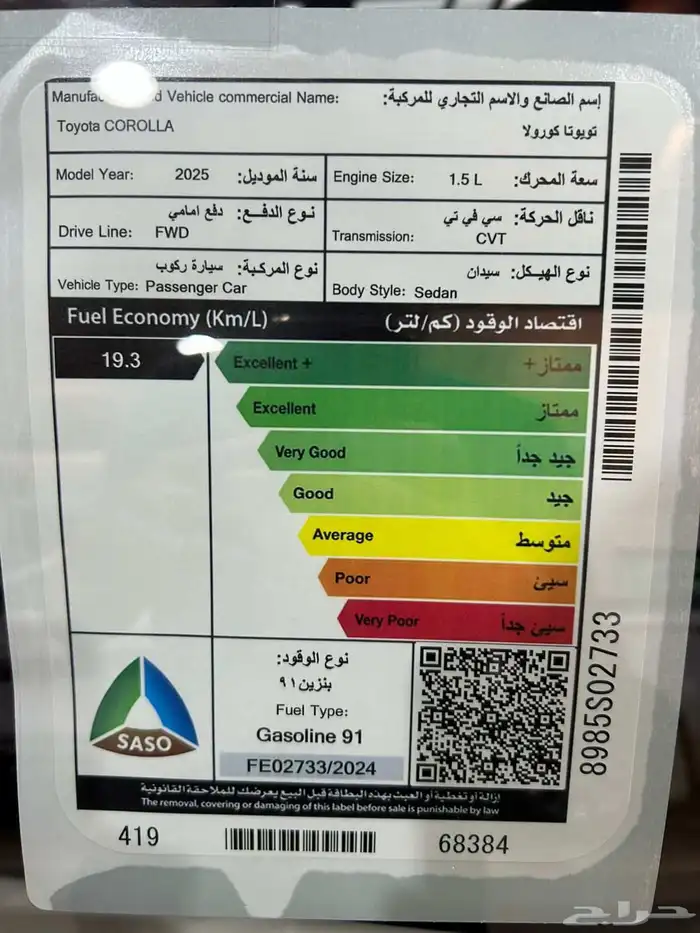 Manufac d Vehicle commercial Name: إسم الصانع والاسم التجاري للمركبة:
Toyota COROLLA تويوتا كورولا
Model Year: 2025 سنة الموديل: Engine Size: 1.5 L سعة المحرك:
نوع الدفع: دفع امامي ناقل الحركة: سي في تي
Drive Line: FWD Transmission: CVT
نوع المركبة: سيارة ركوب نوع الهيكل: سيدان
Vehicle Type: Passenger Car Body Style: Sedan
Fuel Economy (Km/L) اقتصاد الوقود (كم/لتر)
19.3 Excellent + ممتاز+
Excellent ممتاز
Very Good جيد جداً
Good جيد
Average متوسط
Poor سيئ
Very Poor سيئ جداً
نوع الوقود:
بنزين ٩١
Fuel Type:
Gasoline 91
SASO
FE02733/2024
إزالة أو تغطية أو العبث بهذه البطاقة قبل البيع يعرضك للملاحقة القانونية
The removal, covering or damaging of this label before sale is punishable by law
419 68384
8985S02733
حراج